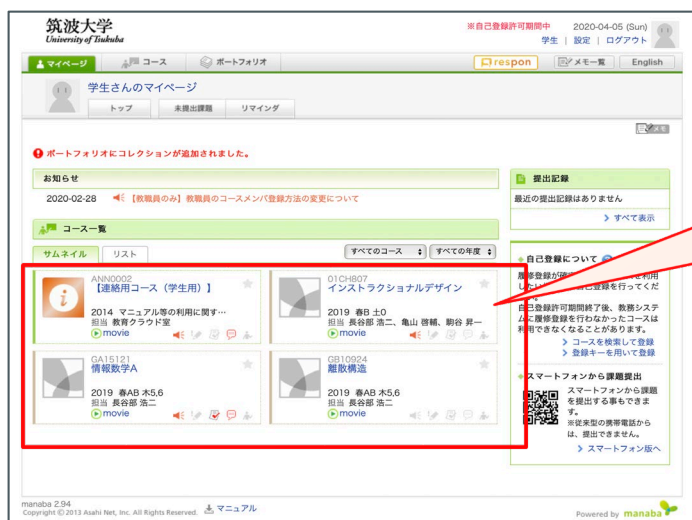 筑波大学
University of Tsukuba
※自己登録許可期間中 2020-04-05 (Sun)
学生 | 設定 | ログアウト
マイページ コース ポートフォリオ
respon メモ一覧 English
学生さんのマイページ
トップ 未提出課題 リマインダ
メモ
ポートフォリオにコレクションが追加されました。
お知らせ
2020-02-28 【教職員のみ】教職員のコースメンバ登録方法の変更について
コース一覧
サムネイル リスト すべてのコース すべての年度
ANN0002
【連絡用コース（学生用）】
2014 マニュアル等の利用に関す…
担当 教育クラウド室
movie
01CH807
インストラクショナルデザイン
2019 春B 土0
担当 長谷部 浩二、亀山 啓輔、駒谷 昇一
movie
GA15121
情報数学A
2019 春AB 木5,6
担当 長谷部 浩二
movie
GB10924
離散構造
2019 春AB 木5,6
担当 長谷部 浩二
movie
提出記録
最近の提出記録はありません
すべて表示
自己登録について
履修登録が
を利用
自己登録を行ってくだ
自己登録許可期間終了後、教務システ
ムに履修登録を行わなかったコースは
利用できなくなることがあります。
コースを検索して登録
登録キーを用いて登録
スマートフォンから課題提出
スマートフォンから課題
を提出する事もできま
す。
※従来型の携帯電話から
は、提出できません。
スマートフォン版へ
manaba 2.94
Copyright © 2013 Asahi Net, Inc. All Rights Reserved. マニュアル
Powered by manaba